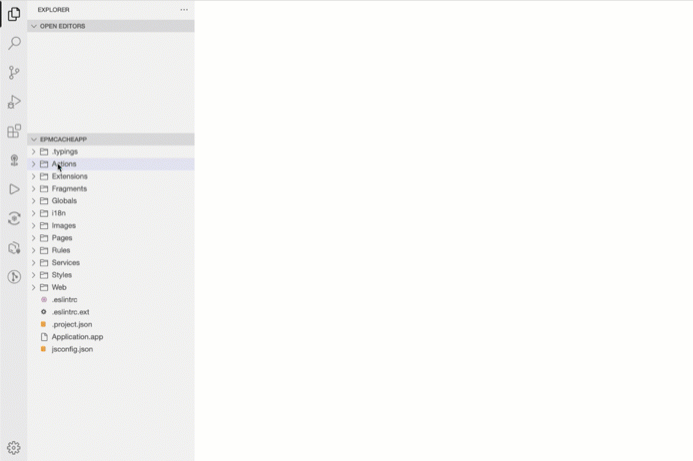 EXPLORER
OPEN EDITORS
EPMCACHEAPP
.typings
Actions
Extensions
Fragments
Globals
i18n
Images
Pages
Rules
Services
Styles
Web
.eslintrc
.eslintrc.ext
.project.json
Application.app
jsconfig.json